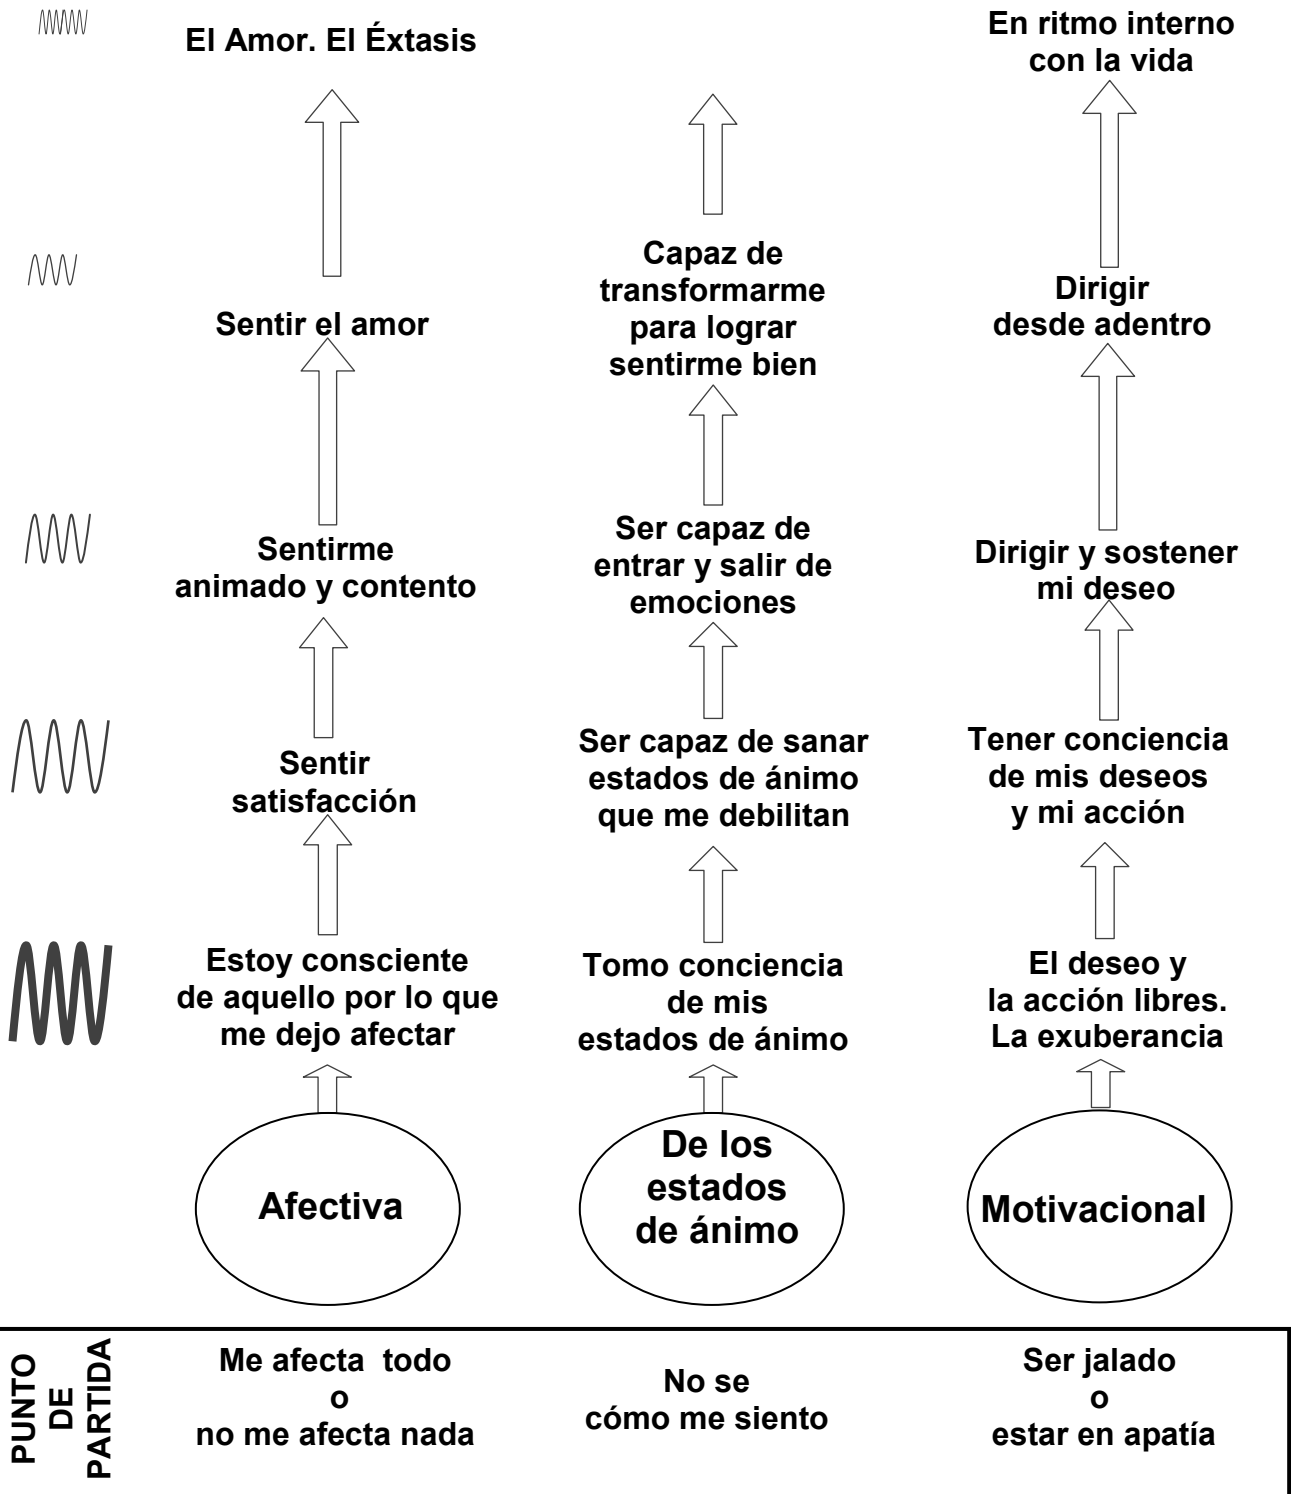 El Amor. El Éxtasis
En ritmo interno
con la vida
Sentir el amor
Capaz de
transformarme
para lograr
sentirme bien
Dirigir
desde adentro
Sentirme
animado y contento
Ser capaz de
entrar y salir de
emociones
Dirigir y sostener
mi deseo
Sentir
satisfacción
Ser capaz de sanar
estados de ánimo
que me debilitan
Tener conciencia
de mis deseos
y mi acción
Estoy consciente
de aquello por lo que
me dejo afectar
Tomo conciencia
de mis
estados de ánimo
El deseo y
la acción libres.
La exuberancia
Afectiva
De los
estados
de ánimo
Motivacional
PUNTO
DE
PARTIDA
Me afecta todo
o
no me afecta nada
No se
cómo me siento
Ser jalado
o
estar en apatía